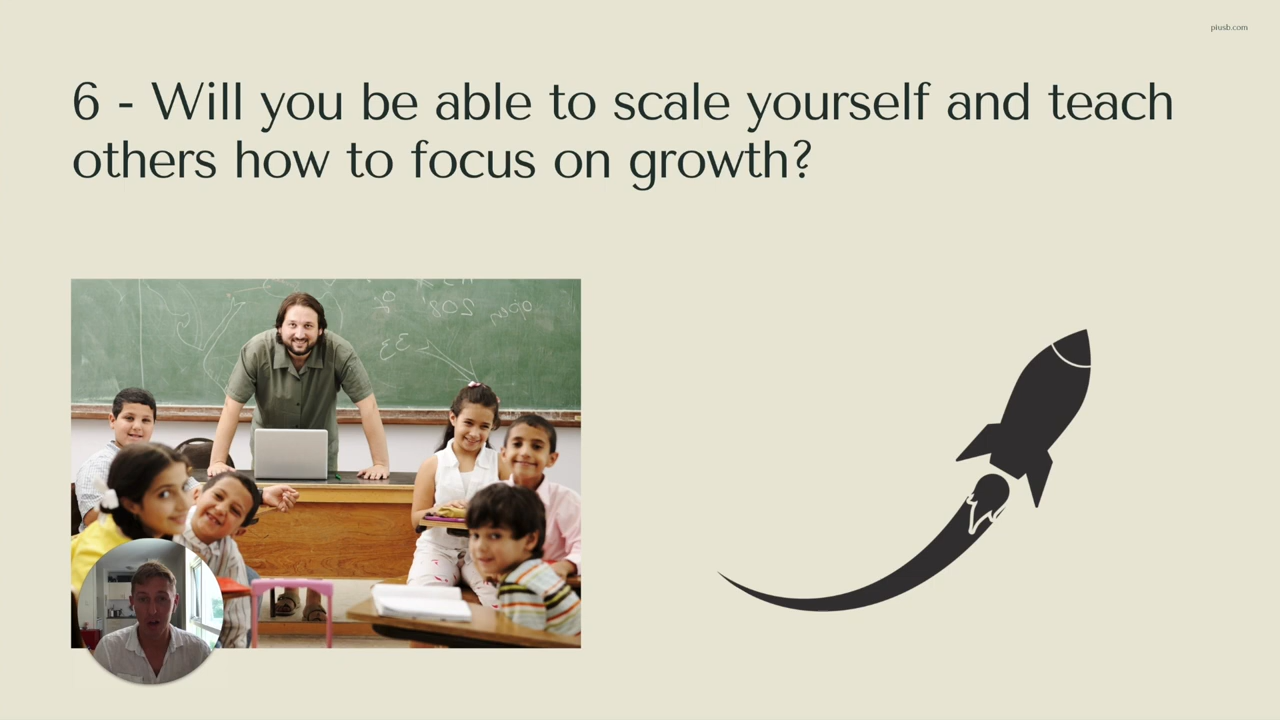 piusb.com
6 - Will you be able to scale yourself and teach
others how to focus on growth?